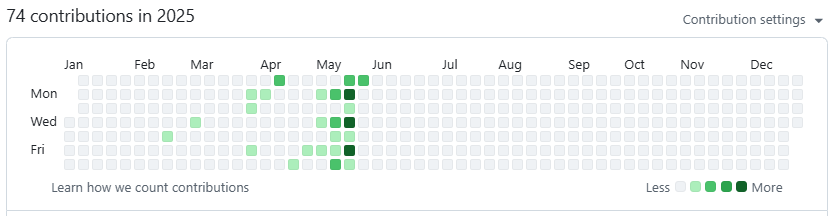 74 contributions in 2025
Contribution settings
Jan Feb Mar Apr May Jun Jul Aug Sep Oct Nov Dec
Mon
Wed
Fri
Learn how we count contributions
Less More